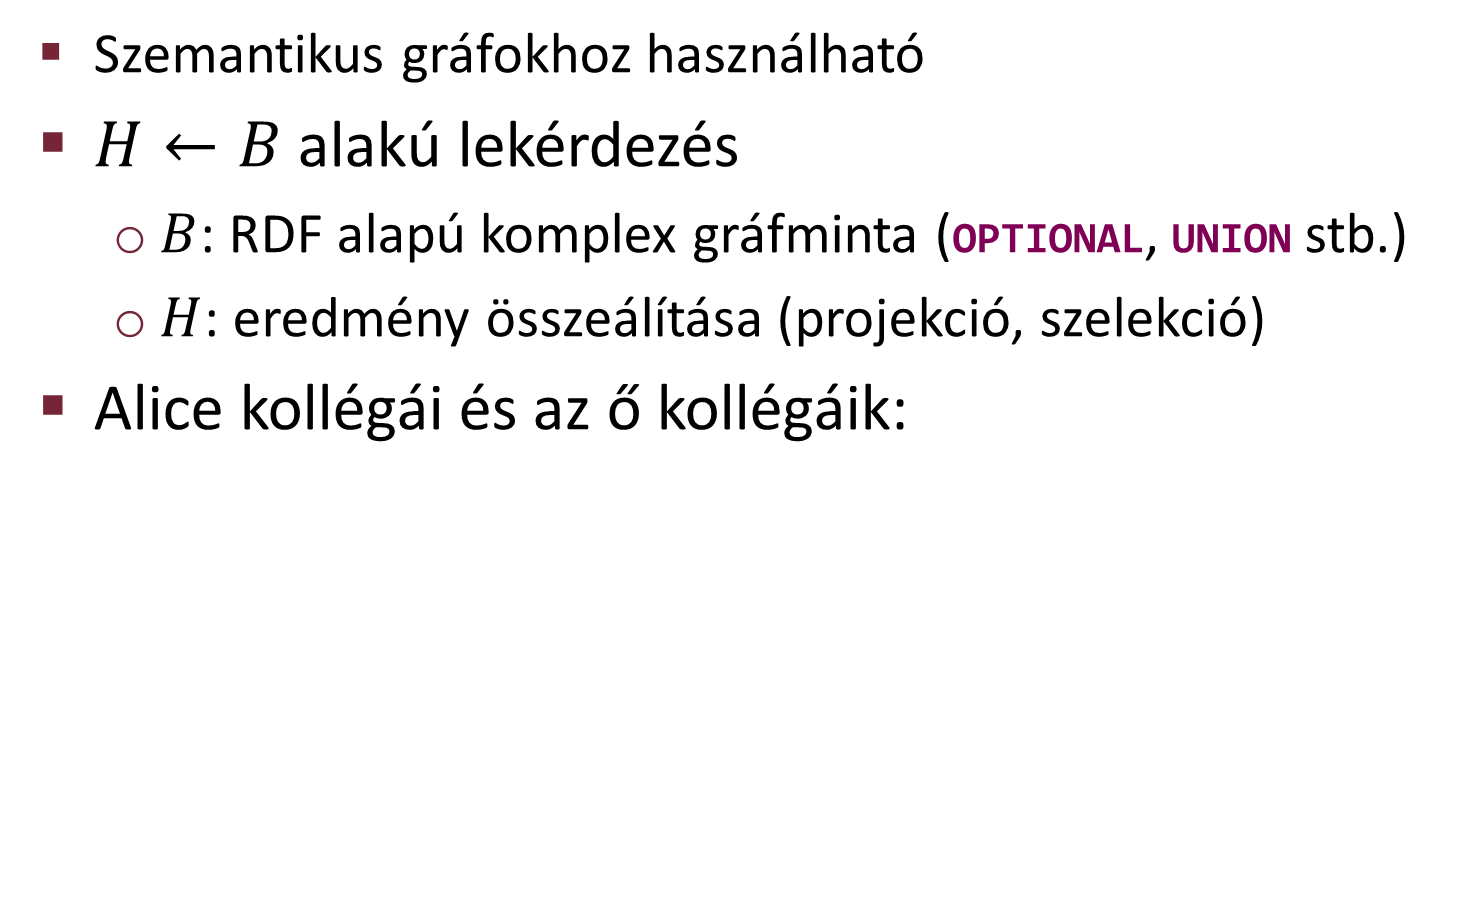 ▪ Szemantikus gráfokhoz használható
▪ H ← B alakú lekérdezés
○ B: RDF alapú komplex gráfminta (OPTIONAL, UNION stb.)
○ H: eredmény összeálítása (projekció, szelekció)
▪ Alice kollégái és az ő kollégáik: